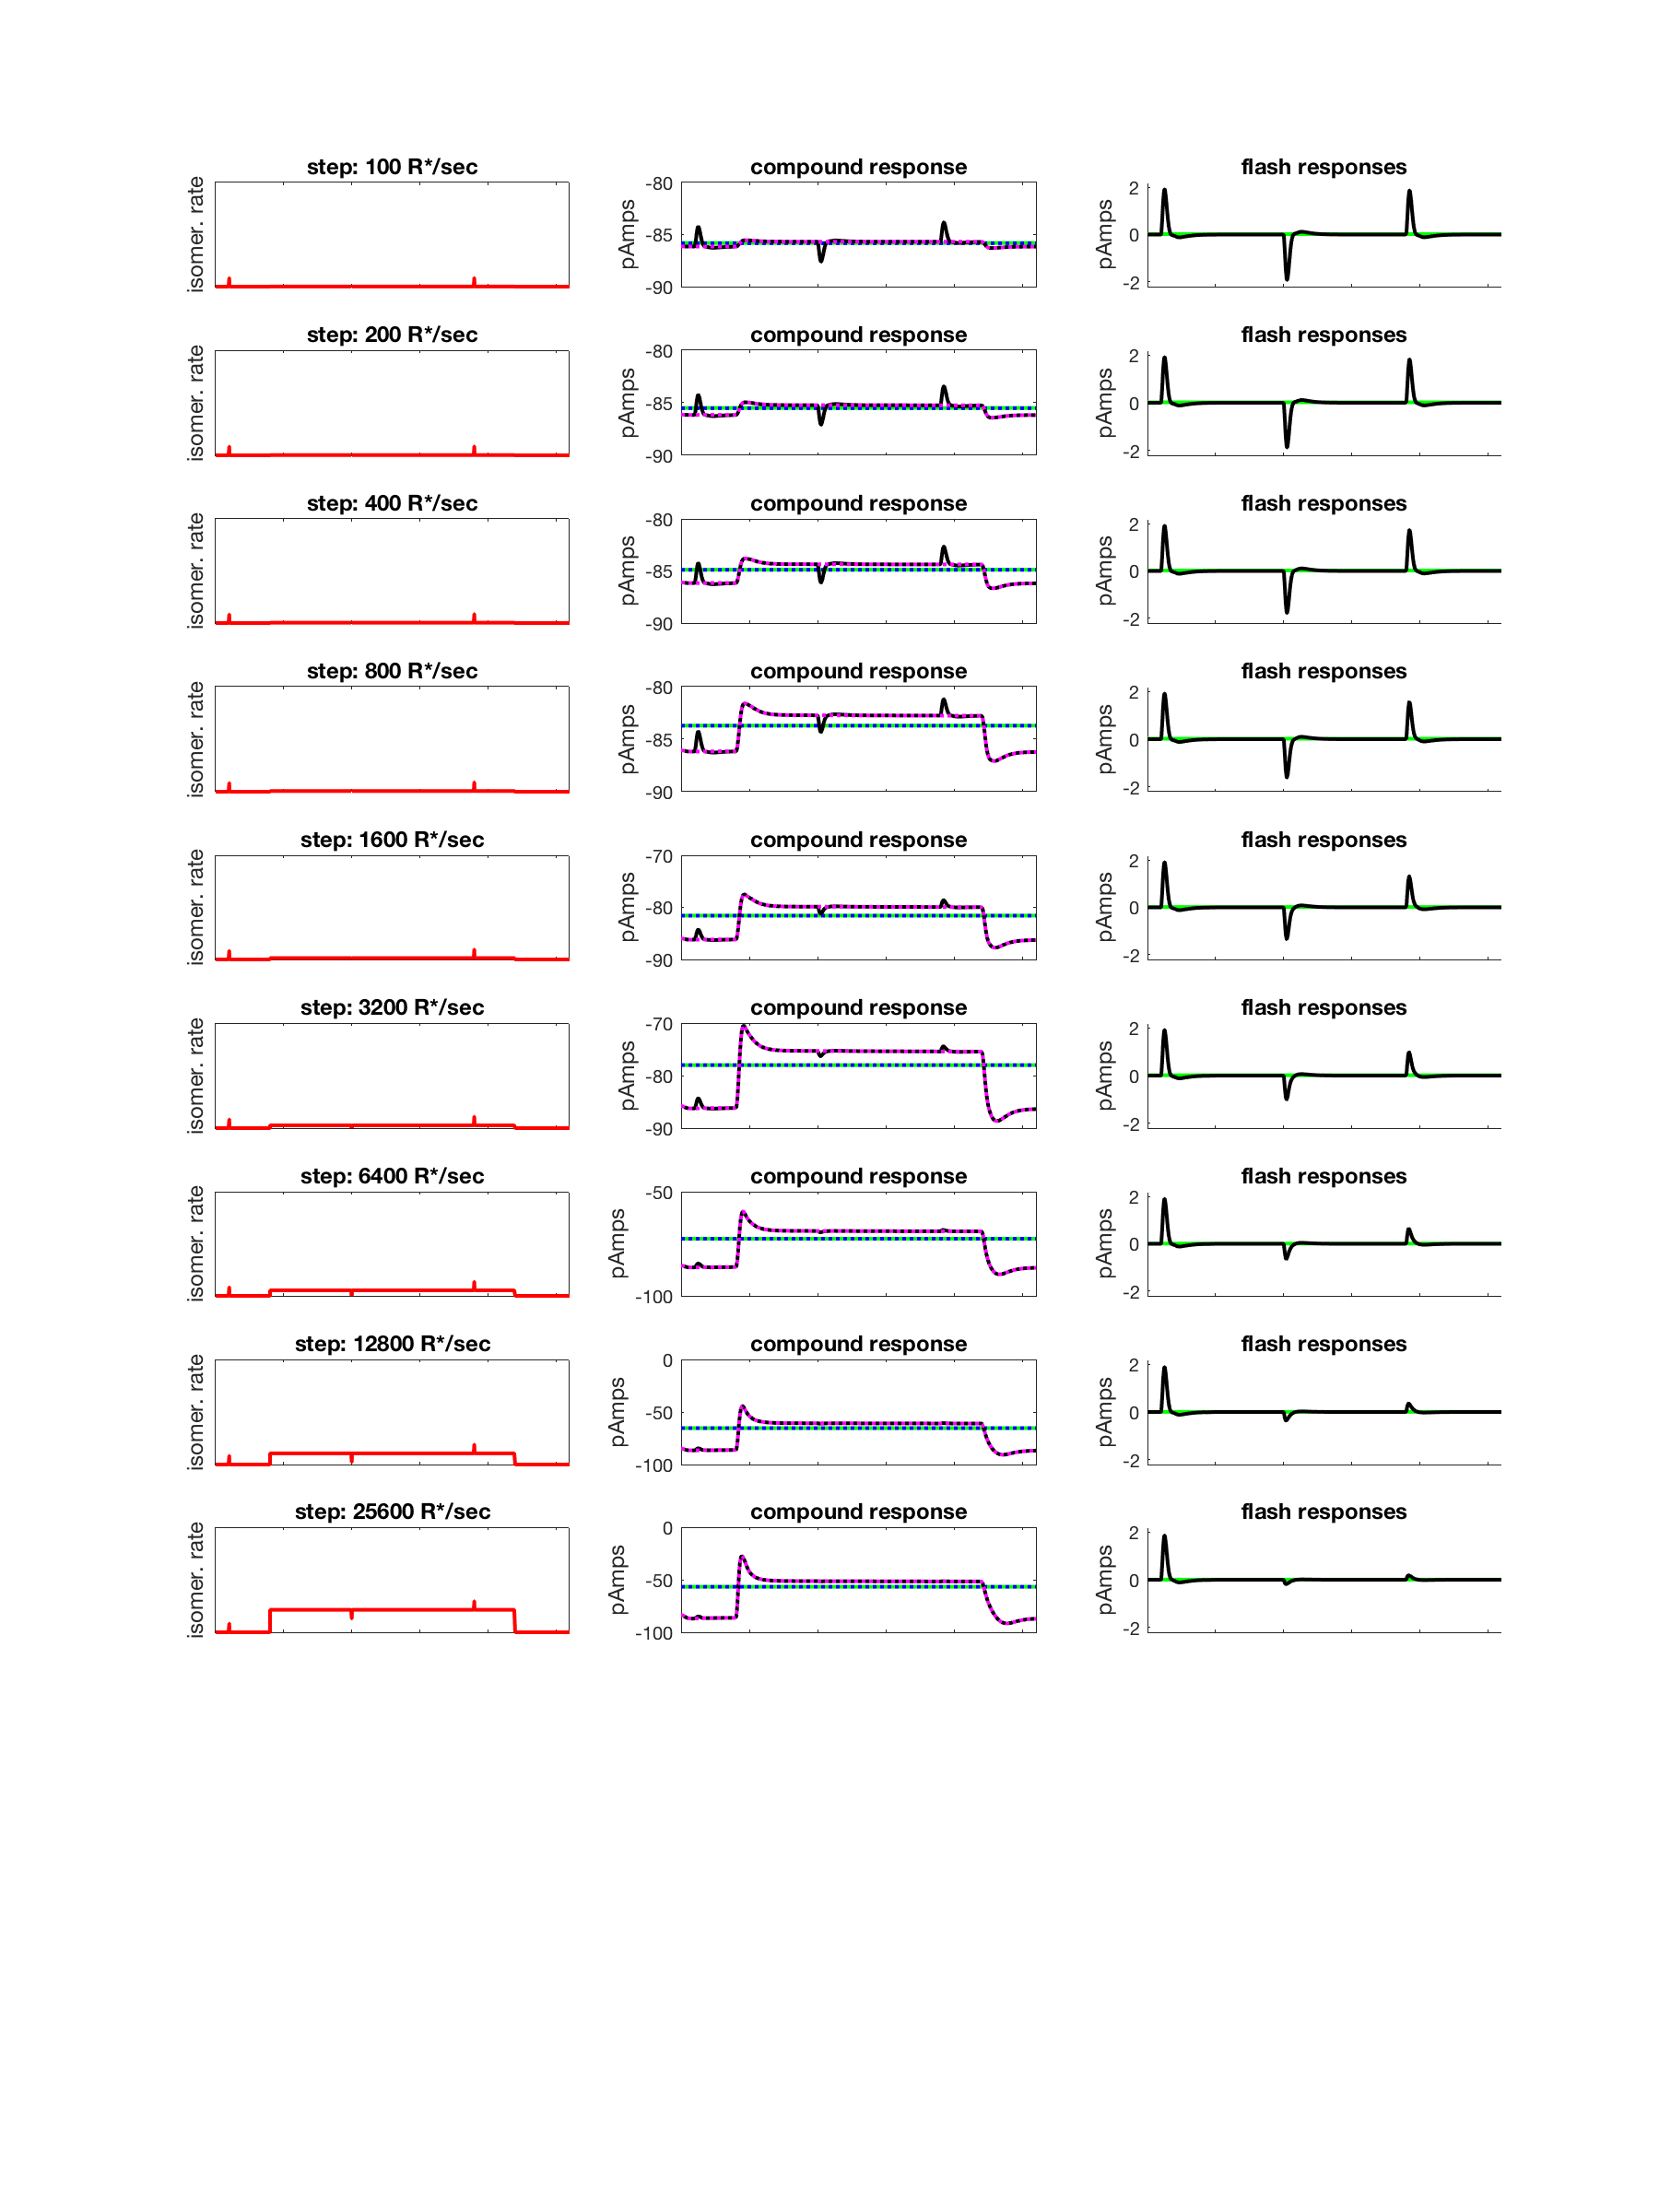 step: 100 R*/sec
compound response
flash responses
isomer. rate
pAmps
-80
-85
-90
pAmps
2
0
-2
step: 200 R*/sec
compound response
flash responses
isomer. rate
pAmps
-80
-85
-90
pAmps
2
0
-2
step: 400 R*/sec
compound response
flash responses
isomer. rate
pAmps
-80
-85
-90
pAmps
2
0
-2
step: 800 R*/sec
compound response
flash responses
isomer. rate
pAmps
-80
-85
-90
pAmps
2
0
-2
step: 1600 R*/sec
compound response
flash responses
isomer. rate
pAmps
-70
-80
-90
pAmps
2
0
-2
step: 3200 R*/sec
compound response
flash responses
isomer. rate
pAmps
-70
-80
-90
pAmps
2
0
-2
step: 6400 R*/sec
compound response
flash responses
isomer. rate
pAmps
-50
-100
pAmps
2
0
-2
step: 12800 R*/sec
compound response
flash responses
isomer. rate
pAmps
0
-50
-100
pAmps
2
0
-2
step: 25600 R*/sec
compound response
flash responses
isomer. rate
pAmps
0
-50
-100
pAmps
2
0
-2